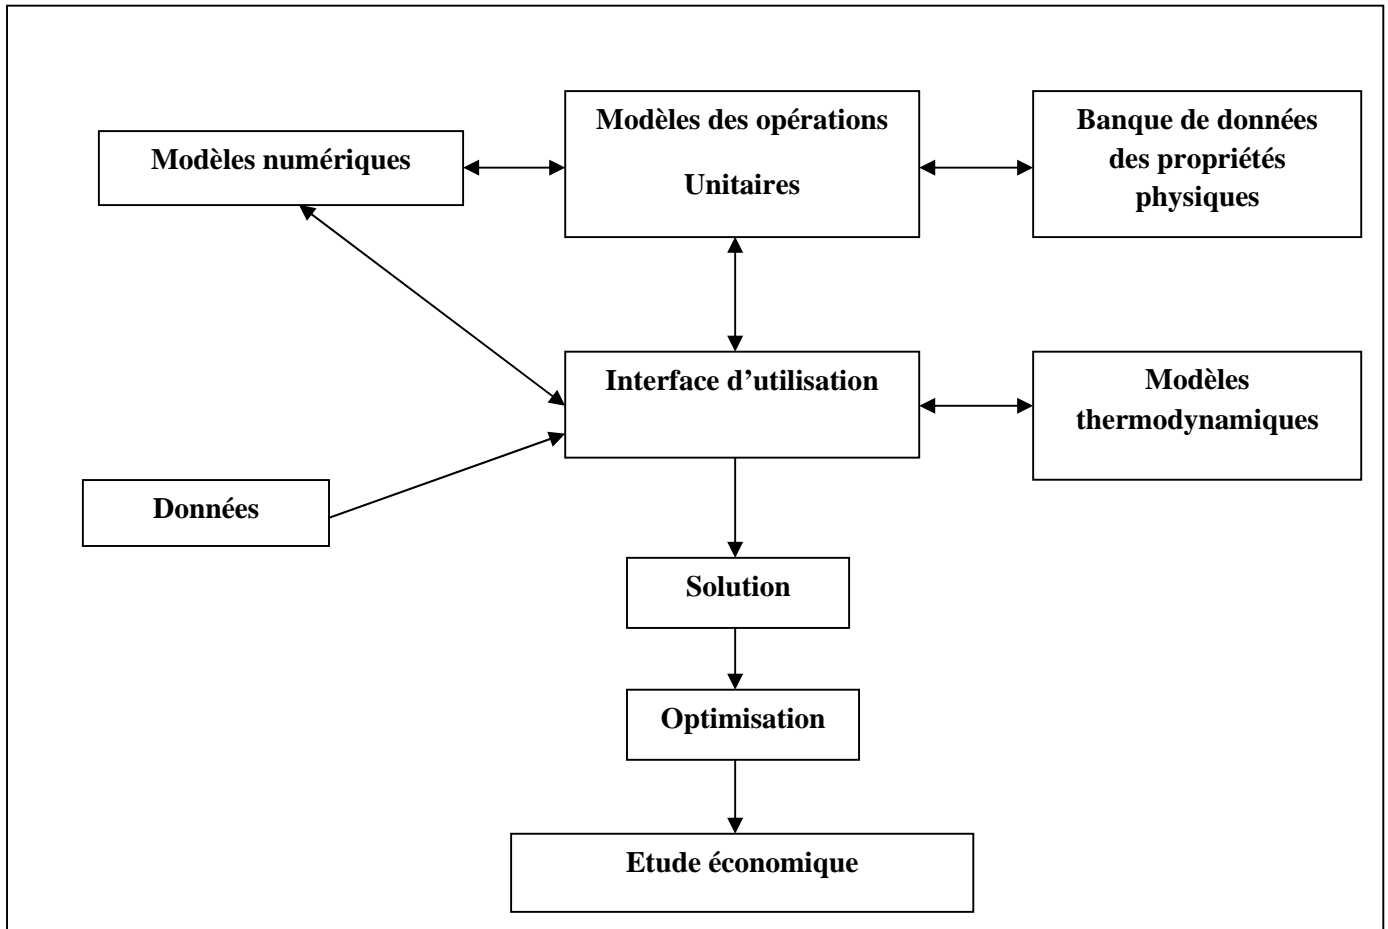 Modèles numériques
Modèles des opérations
Unitaires
Banque de données
des propriétés
physiques
Interface d’utilisation
Modèles
thermodynamiques
Données
Solution
Optimisation
Etude économique